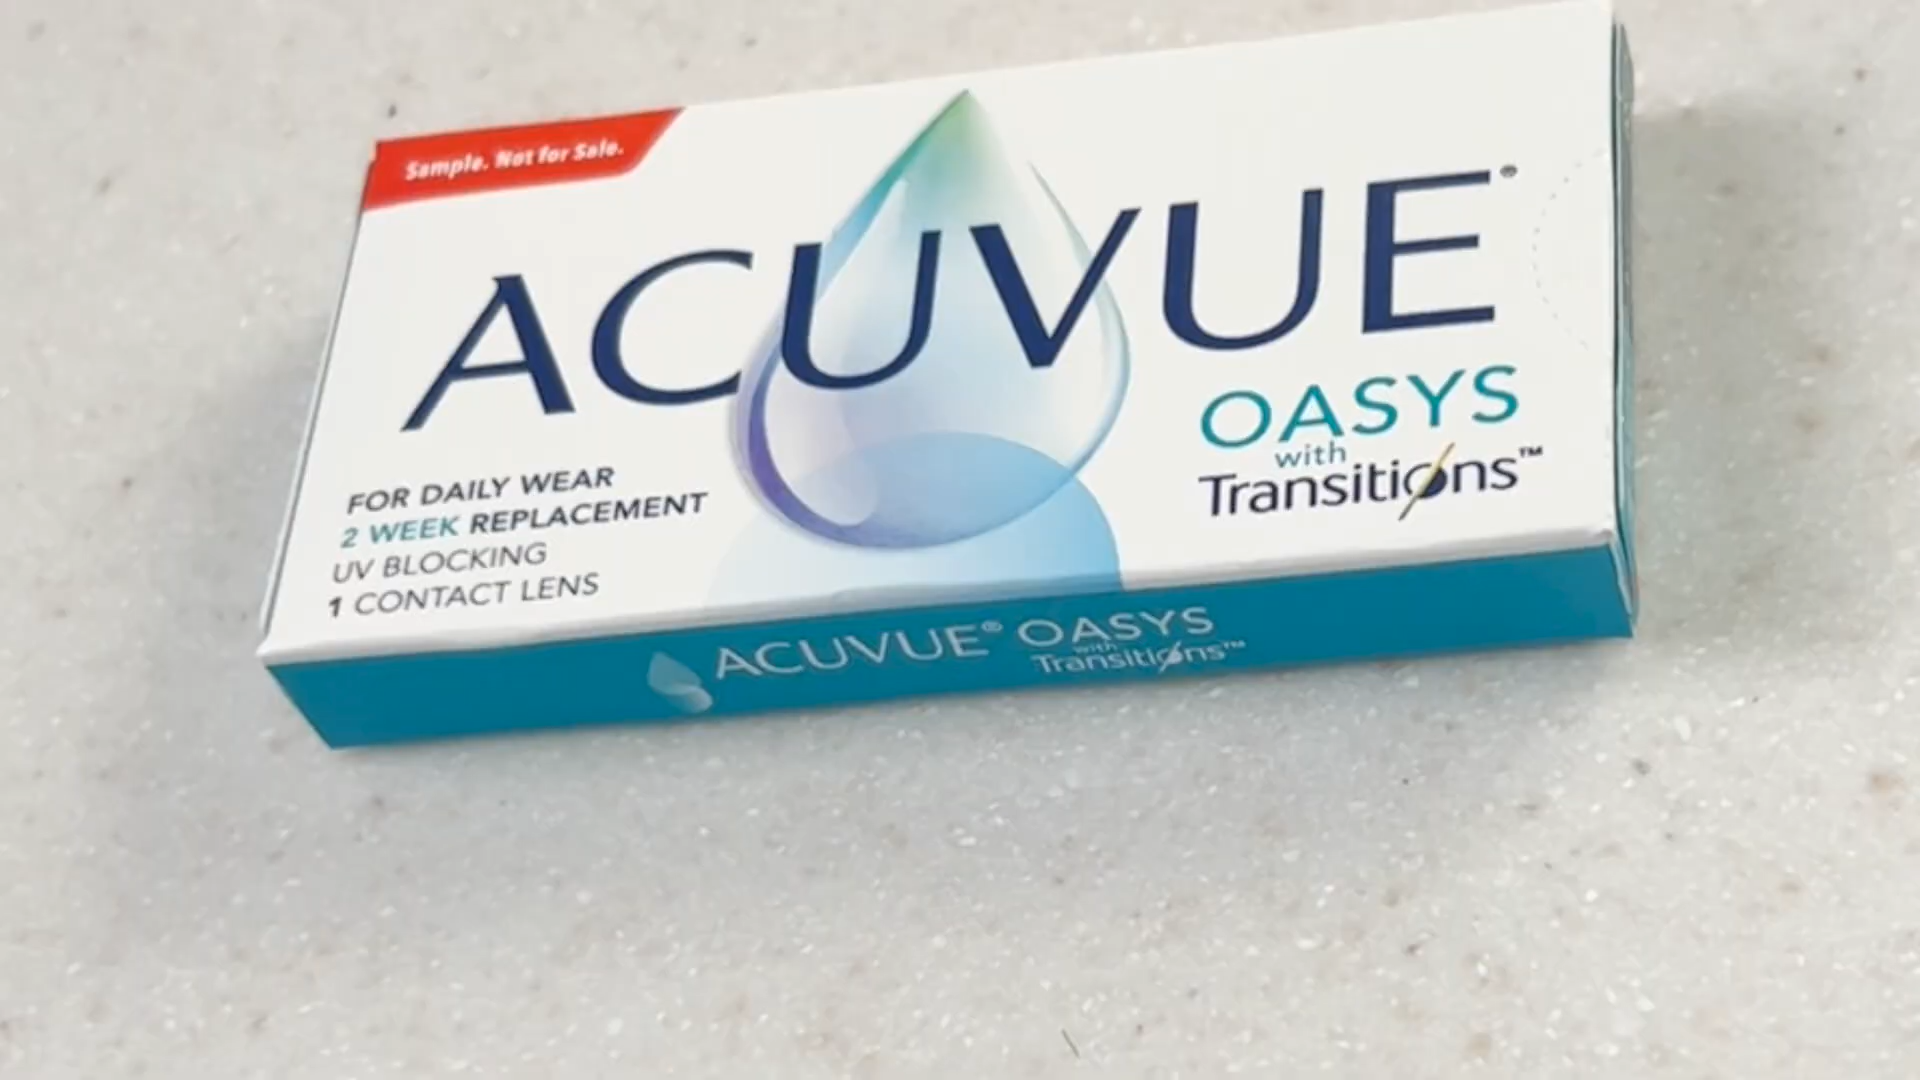 Sample. Not for Sale.
ACUVUE®
OASYS
with
Transitions™
FOR DAILY WEAR
2 WEEK REPLACEMENT
UV BLOCKING
1 CONTACT LENS
ACUVUE® OASYS
with
Transitions™